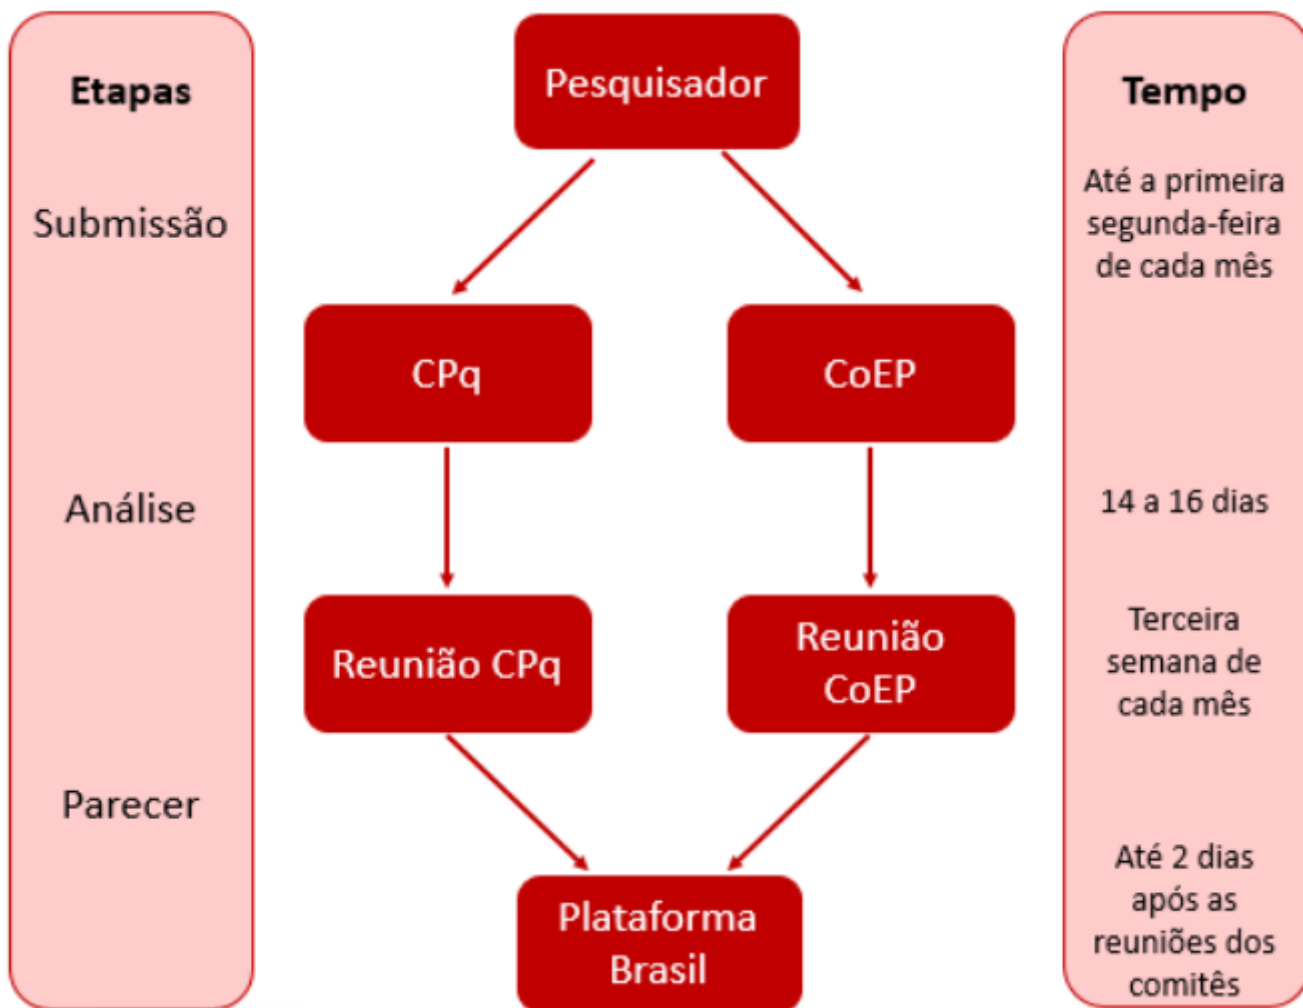 Etapas
Submissão
Análise
Parecer
Pesquisador
CPq
CoEP
Reunião CPq
Reunião
CoEP
Plataforma
Brasil
Tempo
Até a primeira
segunda-feira
de cada mês
14 a 16 dias
Terceira
semana de
cada mês
Até 2 dias
após as
reuniões dos
comitês